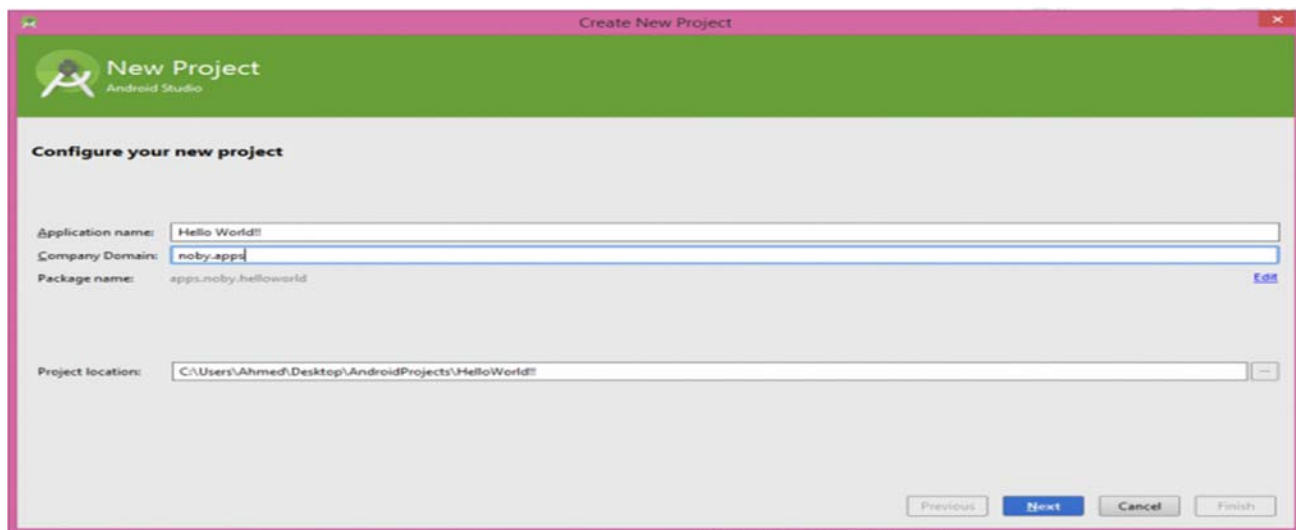 Create New Project
New Project
Android Studio
Configure your new project
Application name: Hello World!!
Company Domain: noby.apps
Package name: apps.noby.helloworld Edit
Project location: C:\Users\Ahmed\Desktop\AndroidProjects\HelloWorld!! ...
Previous Next Cancel Finish